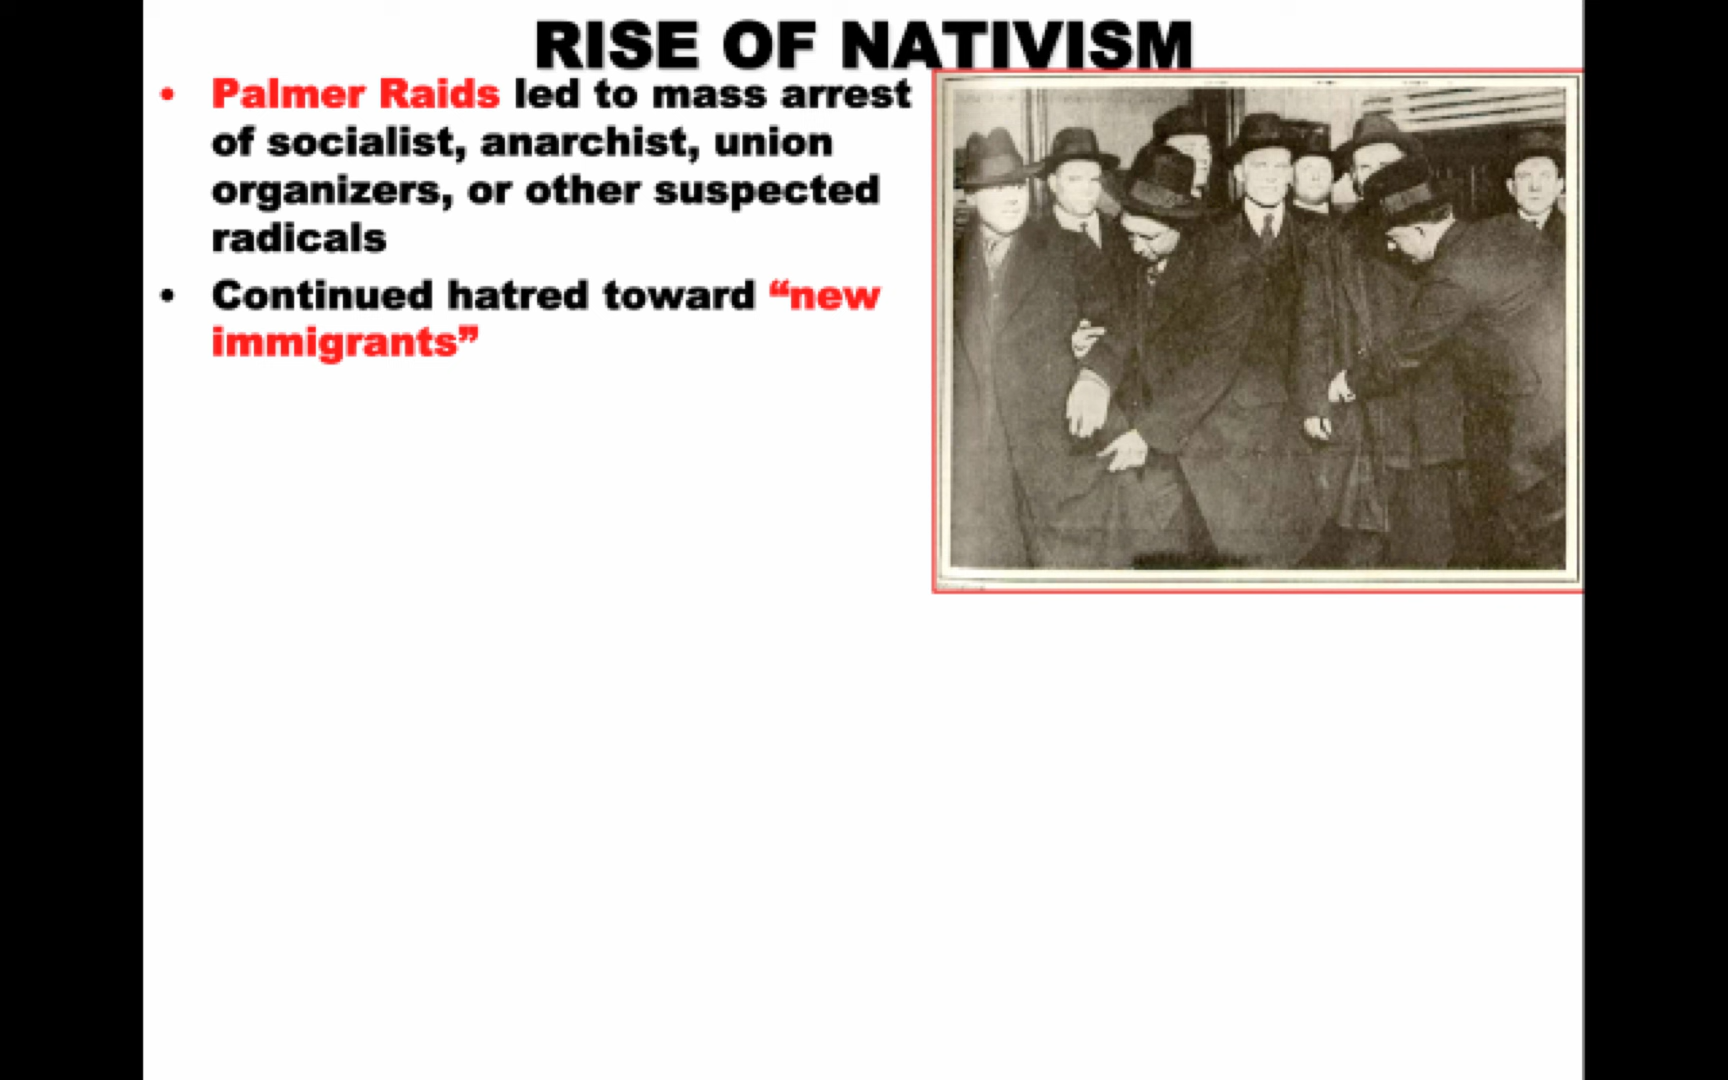 RISE OF NATIVISM
• Palmer Raids led to mass arrest
of socialist, anarchist, union
organizers, or other suspected
radicals
• Continued hatred toward “new
immigrants”